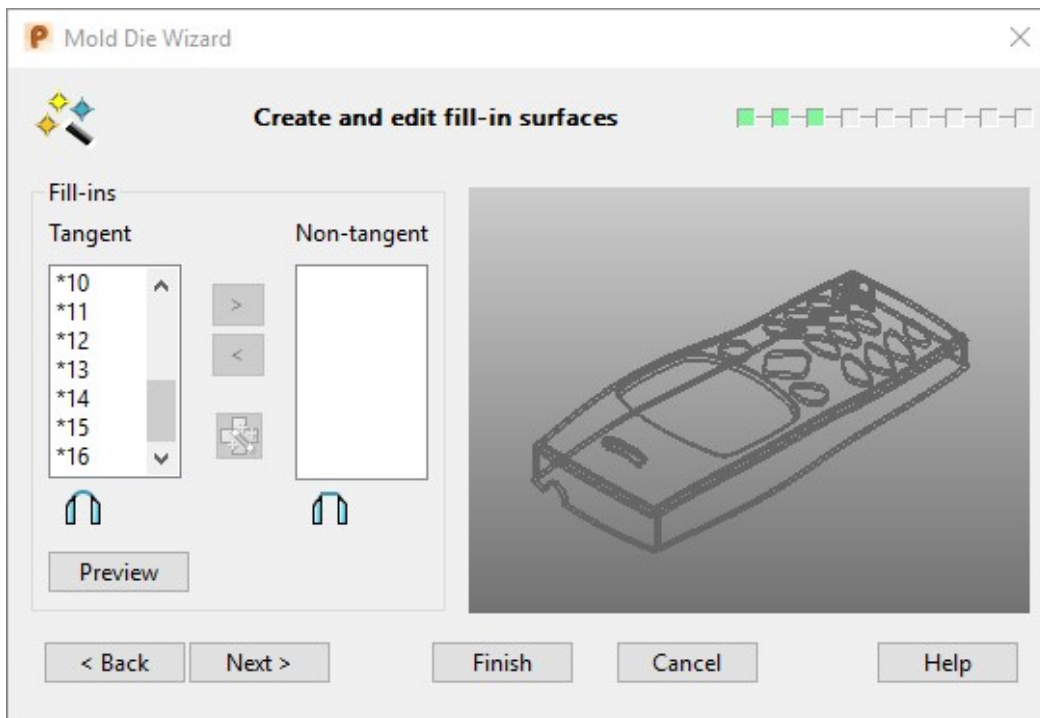 Mold Die Wizard
Create and edit fill-in surfaces
Fill-ins
Tangent
Non-tangent
*10
*11
*12
*13
*14
*15
*16
>
<
Preview
< Back
Next >
Finish
Cancel
Help